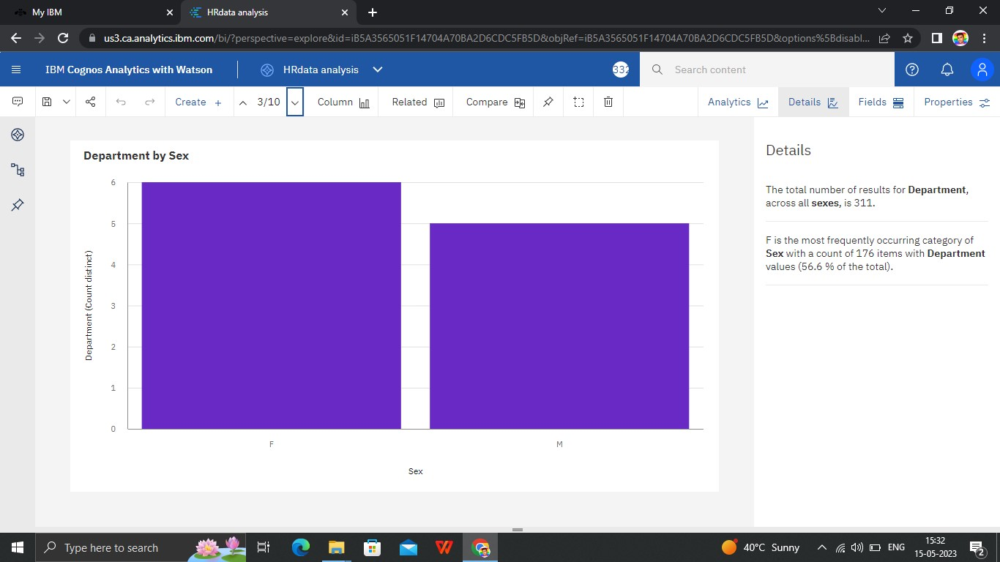 My IBM
HRdata analysis
us3.ca.analytics.ibm.com/bi/?perspective=explore&id=iB5A3565051F14704A70BA2D6CDC5FB5D&objRef=iB5A3565051F14704A70BA2D6CDC5FB5D&options%5Bdisabl...
IBM Cognos Analytics with Watson
HRdata analysis
332
Search content
Create +
3/10
Column
Related
Compare
Analytics
Details
Fields
Properties
Department by Sex
6
5
4
3
2
1
0
Department (Count distinct)
F
M
Sex
Details
The total number of results for Department,
across all sexes, is 311.
F is the most frequently occurring category of
Sex with a count of 176 items with Department
values (56.6 % of the total).
Type here to search
40°C Sunny
ENG
15:32
15-05-2023
2